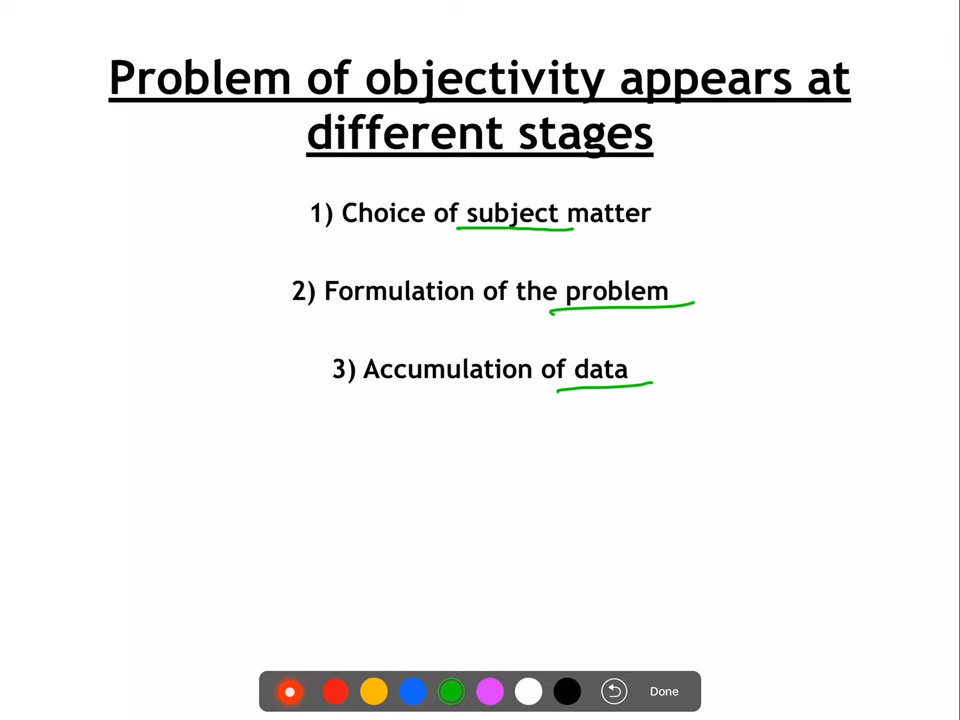 Problem of objectivity appears at
different stages
1) Choice of subject matter
2) Formulation of the problem
3) Accumulation of data
Done